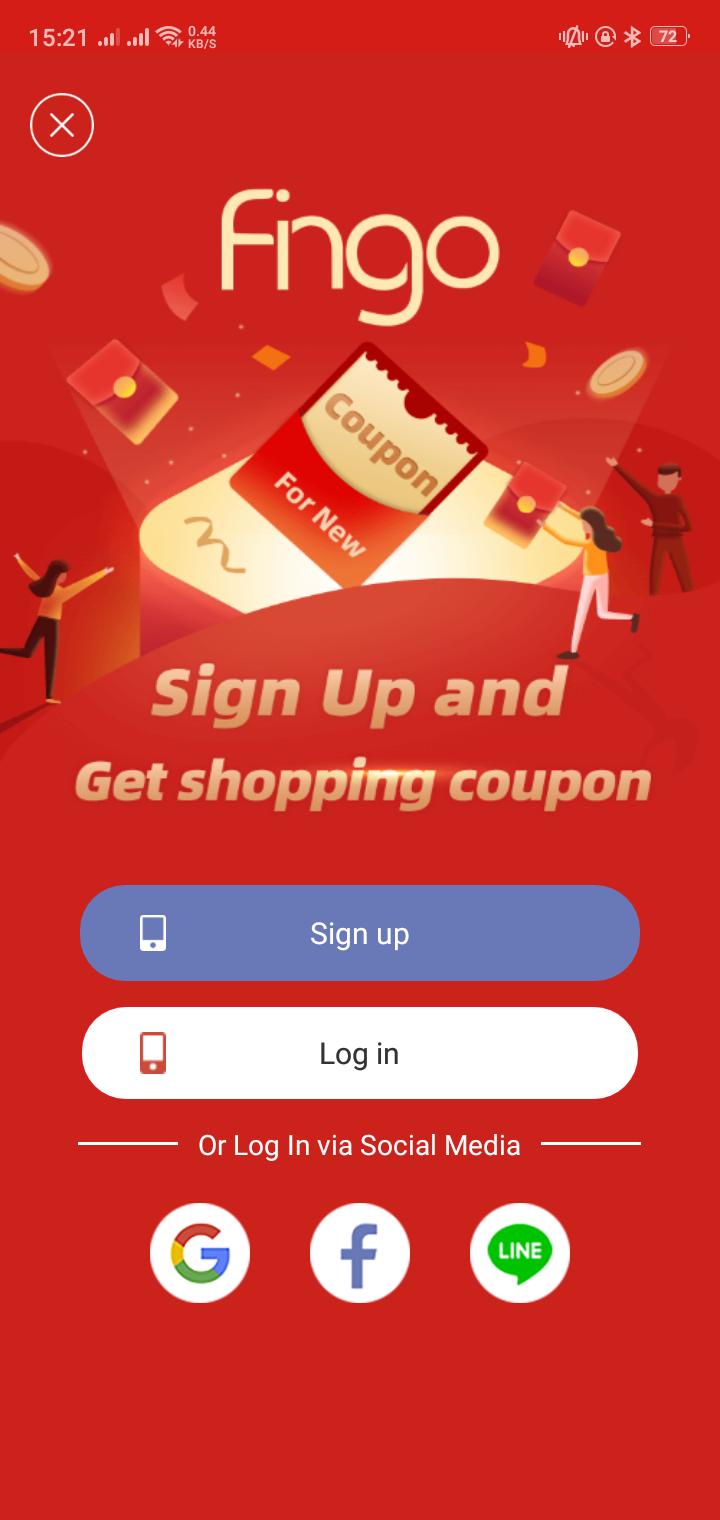 15:21
0.44
KB/S
72
fingo
Coupon
For New
Sign Up and
Get shopping coupon
Sign up
Log in
Or Log In via Social Media
G
f
LINE